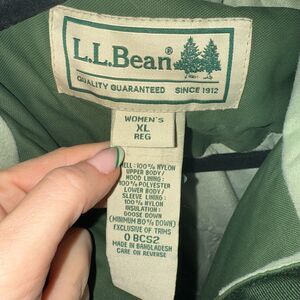 L.L.Bean®
QUALITY GUARANTEED SINCE 1912
WOMEN'S
XL
REG
SHELL: 100% NYLON
UPPER BODY/
HOOD LINING:
100% POLYESTER
LOWER BODY/
SLEEVE LINING:
100% NYLON
INSULATION:
GOOSE DOWN
(MINIMUM 80% DOWN)
EXCLUSIVE OF TRIMS
0 BCS2
MADE IN BANGLADESH
CARE ON REVERSE